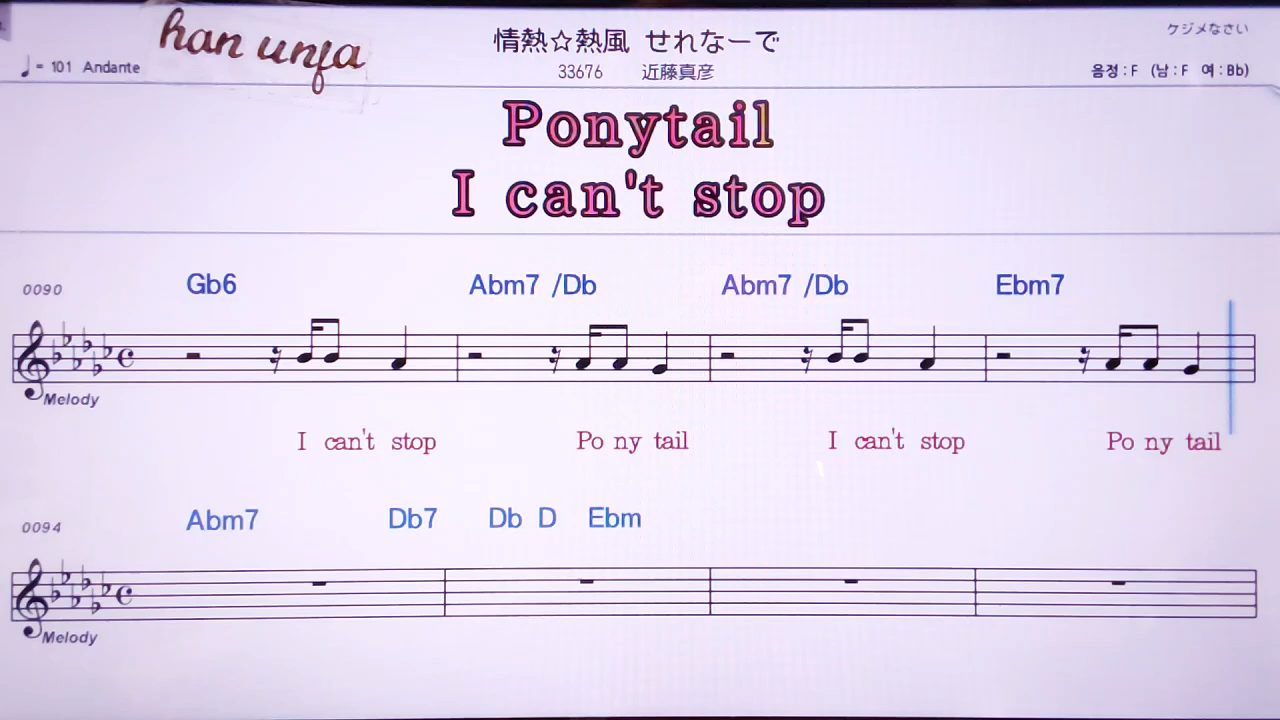 han unfa
情熱☆熱風 せれなーで
ケジメなさい
♩= 101 Andante
33676 近藤真彦
음정 : F (남 : F 여 : Bb)
Ponytail
I can't stop
0090 Gb6 Abm7 /Db Abm7 /Db Ebm7
Melody
I can't stop Po ny tail I can't stop Po ny tail
0094 Abm7 Db7 Db D Ebm
Melody